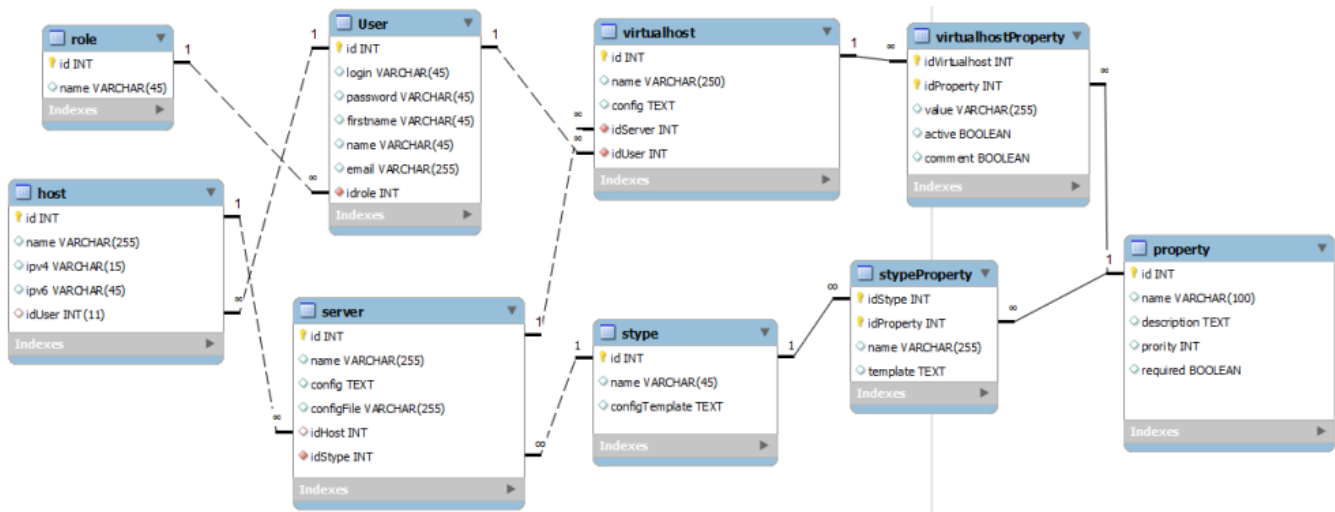 role
id INT
name VARCHAR(45)
Indexes
1
User
id INT
login VARCHAR(45)
password VARCHAR(45)
firstname VARCHAR(45)
name VARCHAR(45)
email VARCHAR(255)
idrole INT
Indexes
1
1
∞
virtualhost
id INT
name VARCHAR(250)
config TEXT
idServer INT
idUser INT
Indexes
1
∞
∞
virtualhostProperty
idVirtualhost INT
idProperty INT
value VARCHAR(255)
active BOOLEAN
comment BOOLEAN
Indexes
∞
∞
host
id INT
name VARCHAR(255)
ipv4 VARCHAR(15)
ipv6 VARCHAR(45)
idUser INT(11)
Indexes
1
∞
server
id INT
name VARCHAR(255)
config TEXT
configFile VARCHAR(255)
idHost INT
idStype INT
Indexes
1
∞
∞
stype
id INT
name VARCHAR(45)
configTemplate TEXT
Indexes
1
1
stypeProperty
idStype INT
idProperty INT
name VARCHAR(255)
template TEXT
Indexes
∞
∞
property
id INT
name VARCHAR(100)
description TEXT
prority INT
required BOOLEAN
Indexes
1